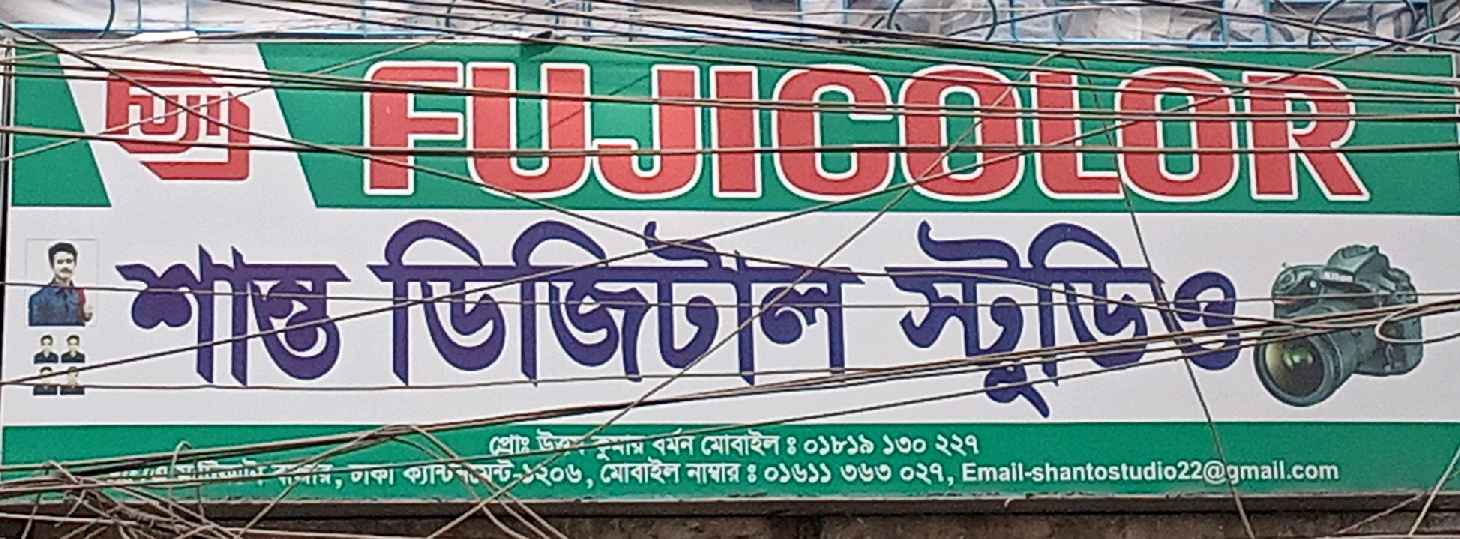 FUJI FUJICOLOR
শান্ত ডিজিটাল স্টুডিও
প্রোঃ উত্তম কুমার বর্মন মোবাইল ঃ ০১৮১৯ ১৩০ ২২৭
বাজার, ঢাকা ক্যান্টনমেন্ট-১২০৬, মোবাইল নাম্বার ঃ ০১৬১১ ৩৬৩ ০২৭, Email-shantostudio22@gmail.com